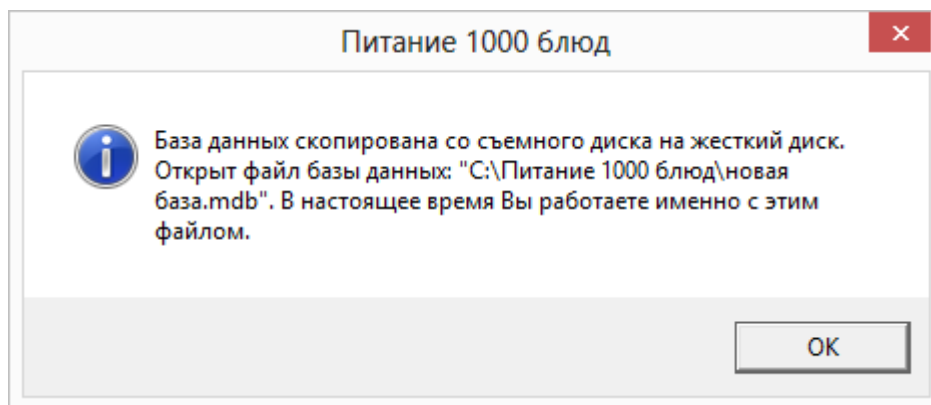 Питание 1000 блюд
База данных скопирована со съемного диска на жесткий диск.
Открыт файл базы данных: "C:\Питание 1000 блюд\новая
база.mdb". В настоящее время Вы работаете именно с этим
файлом.
OK